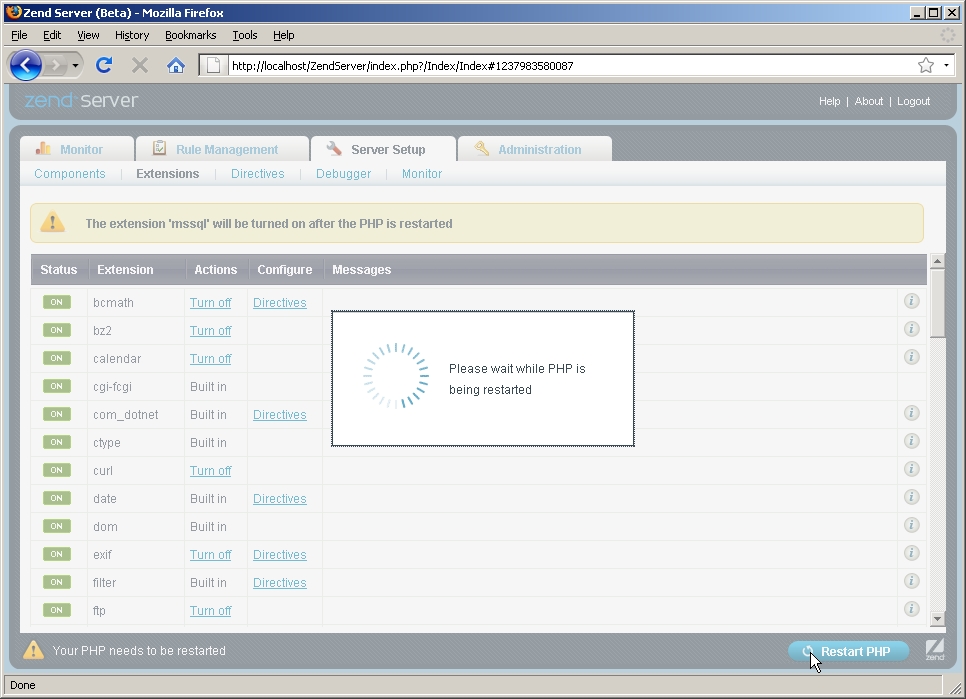 Zend Server (Beta) - Mozilla Firefox
File Edit View History Bookmarks Tools Help
http://localhost/ZendServer/index.php?/Index/Index#1237983580087
zend server
Help | About | Logout
Monitor Rule Management Server Setup Administration
Components Extensions Directives Debugger Monitor
The extension 'mssql' will be turned on after the PHP is restarted
Status Extension Actions Configure Messages
ON bcmath Turn off Directives
ON bz2 Turn off
ON calendar Turn off
ON cgi-fcgi Built in
ON com_dotnet Built in Directives
ON ctype Built in
ON curl Turn off
ON date Built in Directives
ON dom Built in
ON exif Turn off Directives
ON filter Built in Directives
ON ftp Turn off
Please wait while PHP is
being restarted
Your PHP needs to be restarted
Restart PHP
zend
Done